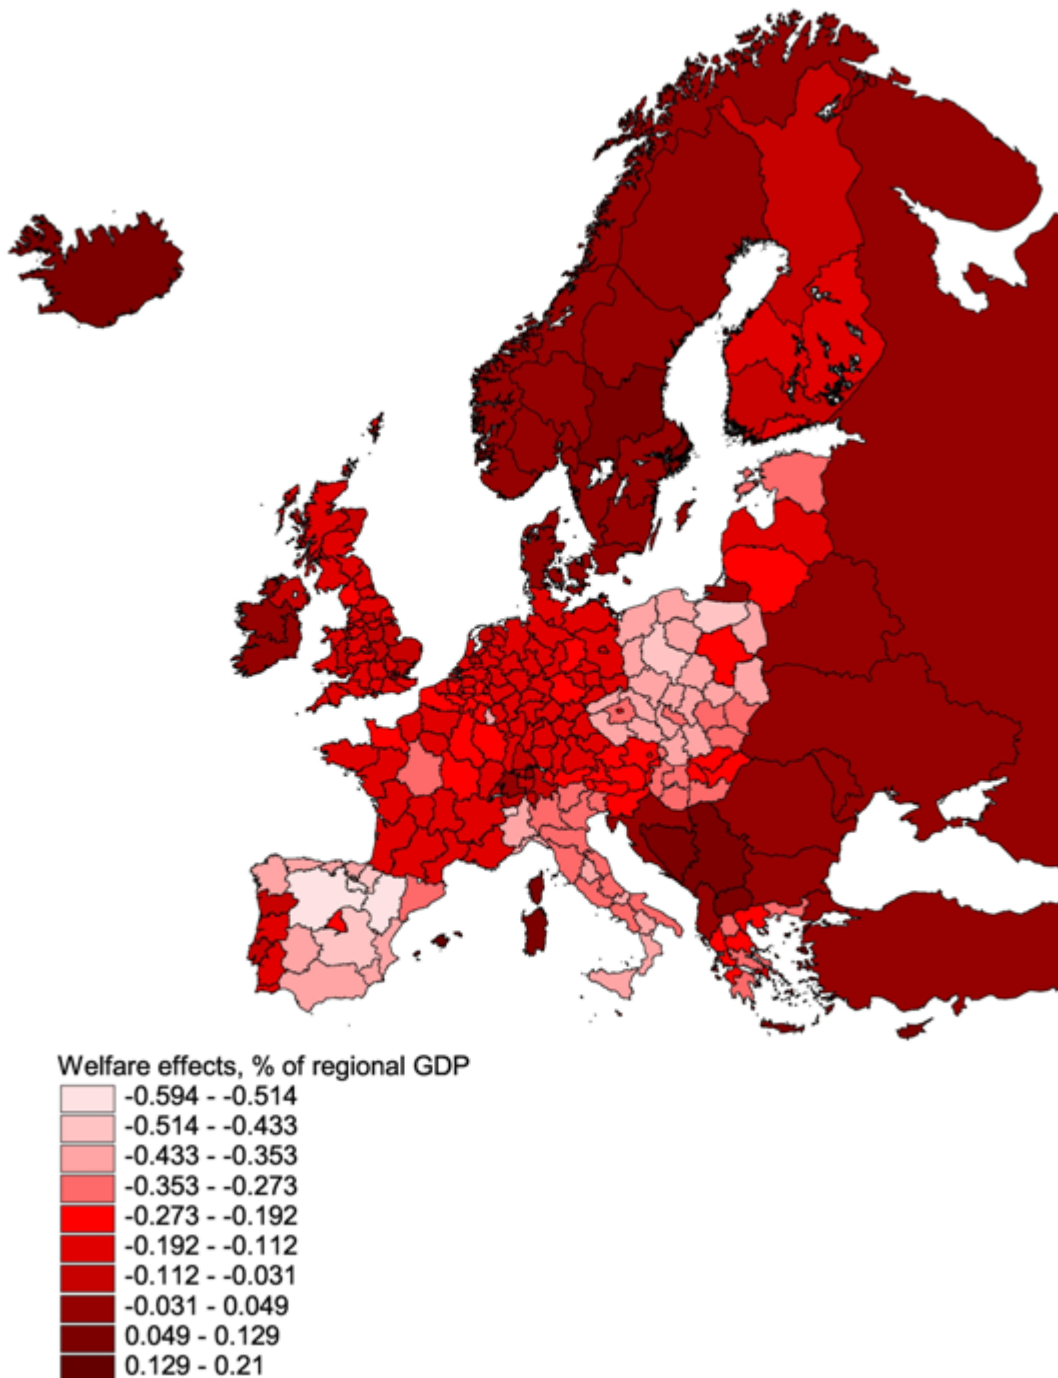 Welfare effects, % of regional GDP
-0.594 - -0.514
-0.514 - -0.433
-0.433 - -0.353
-0.353 - -0.273
-0.273 - -0.192
-0.192 - -0.112
-0.112 - -0.031
-0.031 - 0.049
0.049 - 0.129
0.129 - 0.21